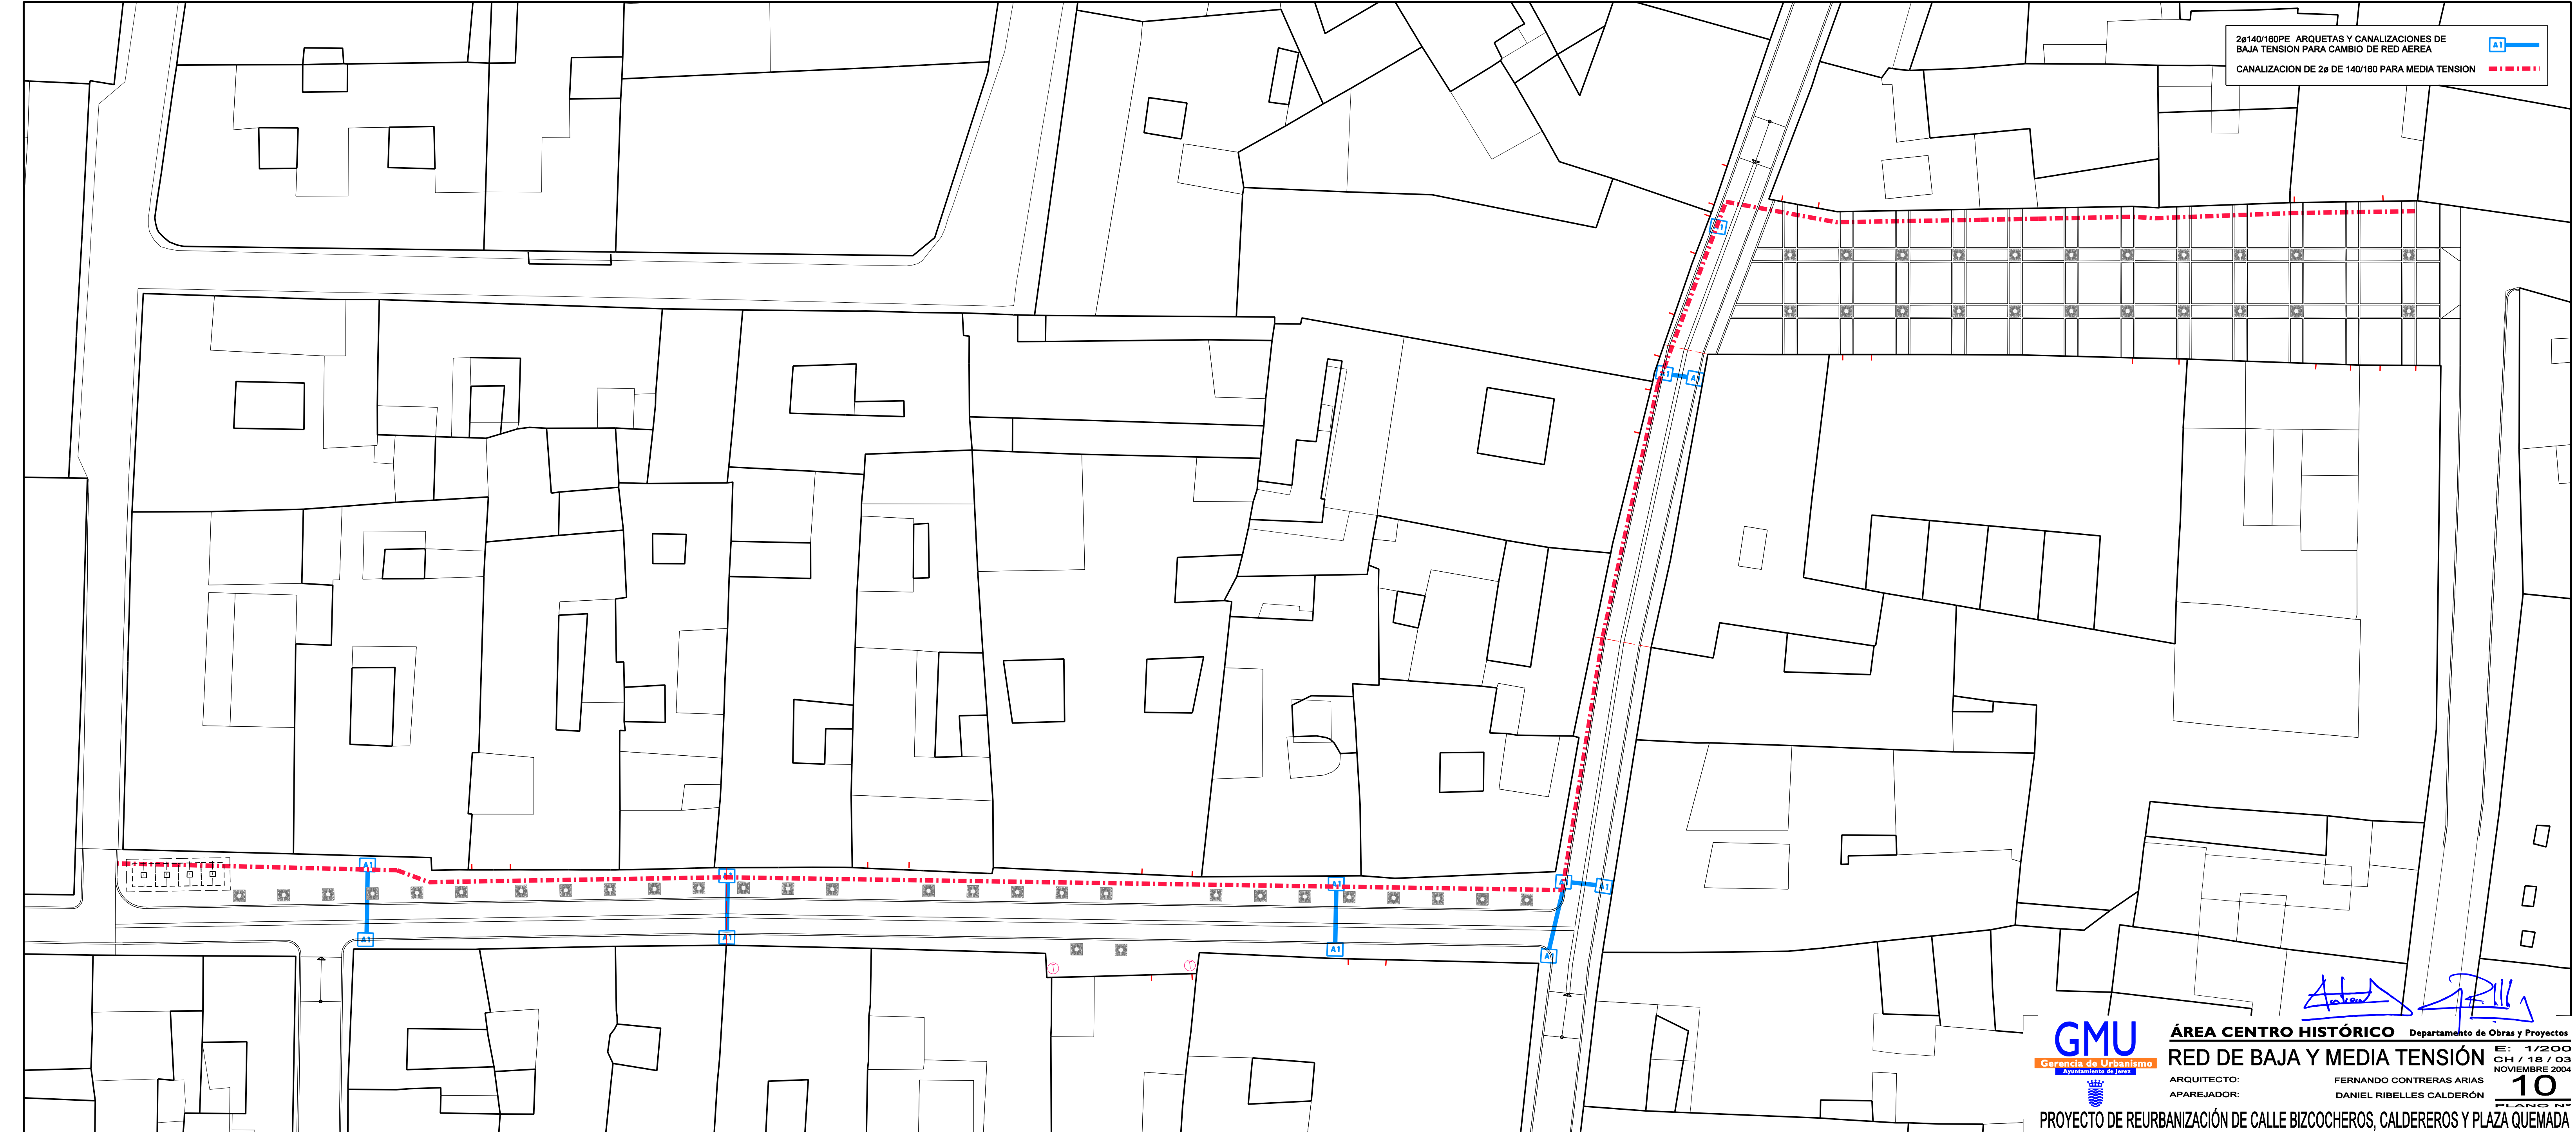 2ø140/160PE ARQUETAS Y CANALIZACIONES DE
BAJA TENSION PARA CAMBIO DE RED AEREA
A1
CANALIZACION DE 2ø DE 140/160 PARA MEDIA TENSION
A1
A1
A1
A1
A1
A1
A1
A1
A1
A1
A1
A1
A1
GMU
Gerencia de Urbanismo
Ayuntamiento de Jerez
ÁREA CENTRO HISTÓRICO Departamento de Obras y Proyectos
RED DE BAJA Y MEDIA TENSIÓN
E: 1/200
CH / 18 / 03
NOVIEMBRE 2004
ARQUITECTO: FERNANDO CONTRERAS ARIAS
APAREJADOR: DANIEL RIBELLES CALDERÓN
10
PLANO Nº
PROYECTO DE REURBANIZACIÓN DE CALLE BIZCOCHEROS, CALDEREROS Y PLAZA QUEMADA